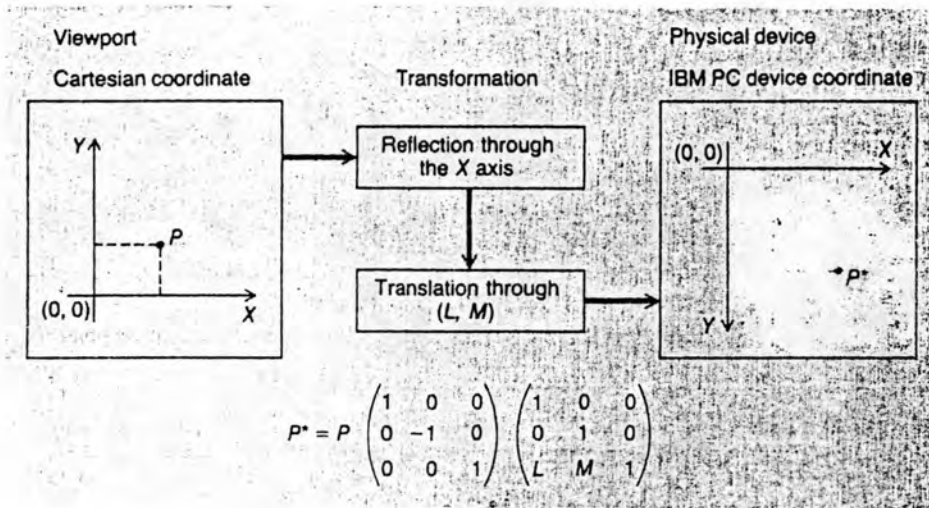 Viewport
Cartesian coordinate
Transformation
Physical device
IBM PC device coordinate
Y
P
(0, 0)
X
Reflection through
the X axis
Translation through
(L, M)
(0, 0)
X
P*
Y
P* = P ( 1 0 0 ) ( 1 0 0 )
( 0 -1 0 ) ( 0 1 0 )
( 0 0 1 ) ( L M 1 )